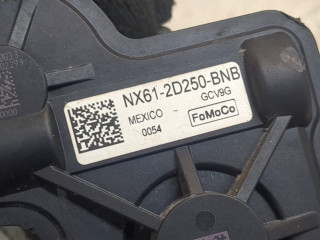 NX61-2D250-BNB
GCV9G
MEXICO
0054
FoMoCo